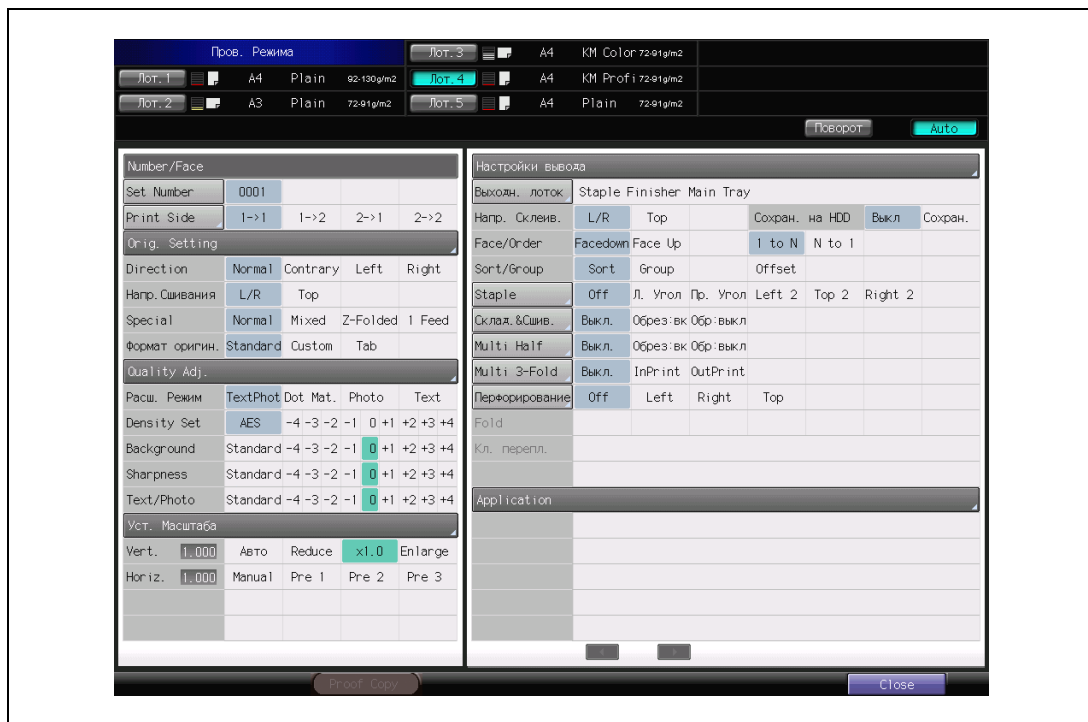 Пров. Режима
Лот.3 A4 KM Color 72-91g/m2
Лот.1 A4 Plain 92-130g/m2 Лот.4 A4 KM Profi 72-91g/m2
Лот.2 A3 Plain 72-91g/m2 Лот.5 A4 Plain 72-91g/m2
Поворот Auto
Number/Face
Set Number 0001
Print Side 1->1 1->2 2->1 2->2
Orig. Setting
Direction Normal Contrary Left Right
Напр.Сшивания L/R Top
Special Normal Mixed Z-Folded 1 Feed
Формат оригин. Standard Custom Tab
Quality Adj.
Расш. Режим TextPhot Dot Mat. Photo Text
Density Set AES -4 -3 -2 -1 0 +1 +2 +3 +4
Background Standard -4 -3 -2 -1 0 +1 +2 +3 +4
Sharpness Standard -4 -3 -2 -1 0 +1 +2 +3 +4
Text/Photo Standard -4 -3 -2 -1 0 +1 +2 +3 +4
Уст. Масштаба
Vert. 1.000 Авто Reduce x1.0 Enlarge
Horiz. 1.000 Manual Pre 1 Pre 2 Pre 3
Настройки вывода
Выходн. лоток Staple Finisher Main Tray
Напр. Склеив. L/R Top Сохран. на HDD Выкл Сохран.
Face/Order Facedown Face Up 1 to N N to 1
Sort/Group Sort Group Offset
Staple Off Л. Угол Пр. Угол Left 2 Top 2 Right 2
Склад.&Сшив. Выкл. Обрез:вк Обр:выкл
Multi Half Выкл. Обрез:вк Обр:выкл
Multi 3-Fold Выкл. InPrint OutPrint
Перфорирование Off Left Right Top
Fold
Кл. перепл.
Application
Proof Copy Close